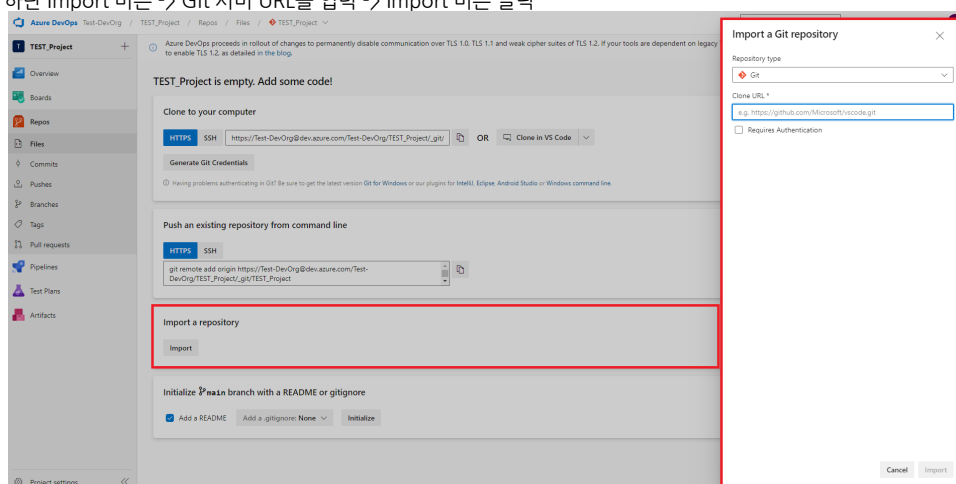 하단 Import 버튼 -> Git 서버 URL을 입력 -> Import 버튼 클릭
Azure DevOps Test-DevOrg / TEST_Project / Repos / Files / TEST_Project
T TEST_Project +
Overview
Boards
Repos
Files
Commits
Pushes
Branches
Tags
Pull requests
Pipelines
Test Plans
Artifacts
Project settings
Azure DevOps proceeds in rollout of changes to permanently disable communication over TLS 1.0, TLS 1.1 and weak cipher suites of TLS 1.2. If your tools are dependent on legacy
to enable TLS 1.2, as detailed in the blog.
TEST_Project is empty. Add some code!
Clone to your computer
HTTPS SSH https://Test-DevOrg@dev.azure.com/Test-DevOrg/TEST_Project/_git/ OR Clone in VS Code
Generate Git Credentials
Having problems authenticating in Git? Be sure to get the latest version Git for Windows or our plugins for IntelliJ, Eclipse, Android Studio or Windows command line.
Push an existing repository from command line
HTTPS SSH
git remote add origin https://Test-DevOrg@dev.azure.com/Test-
DevOrg/TEST_Project/_git/TEST_Project
Import a repository
Import
Initialize main branch with a README or gitignore
Add a README Add a .gitignore: None Initialize
Import a Git repository
Repository type
Git
Clone URL *
e.g. https://github.com/Microsoft/vscode.git
Requires Authentication
Cancel Import